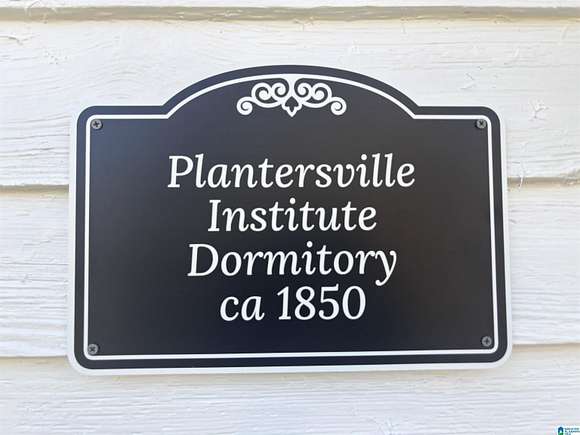 Plantersville
Institute
Dormitory
ca 1850